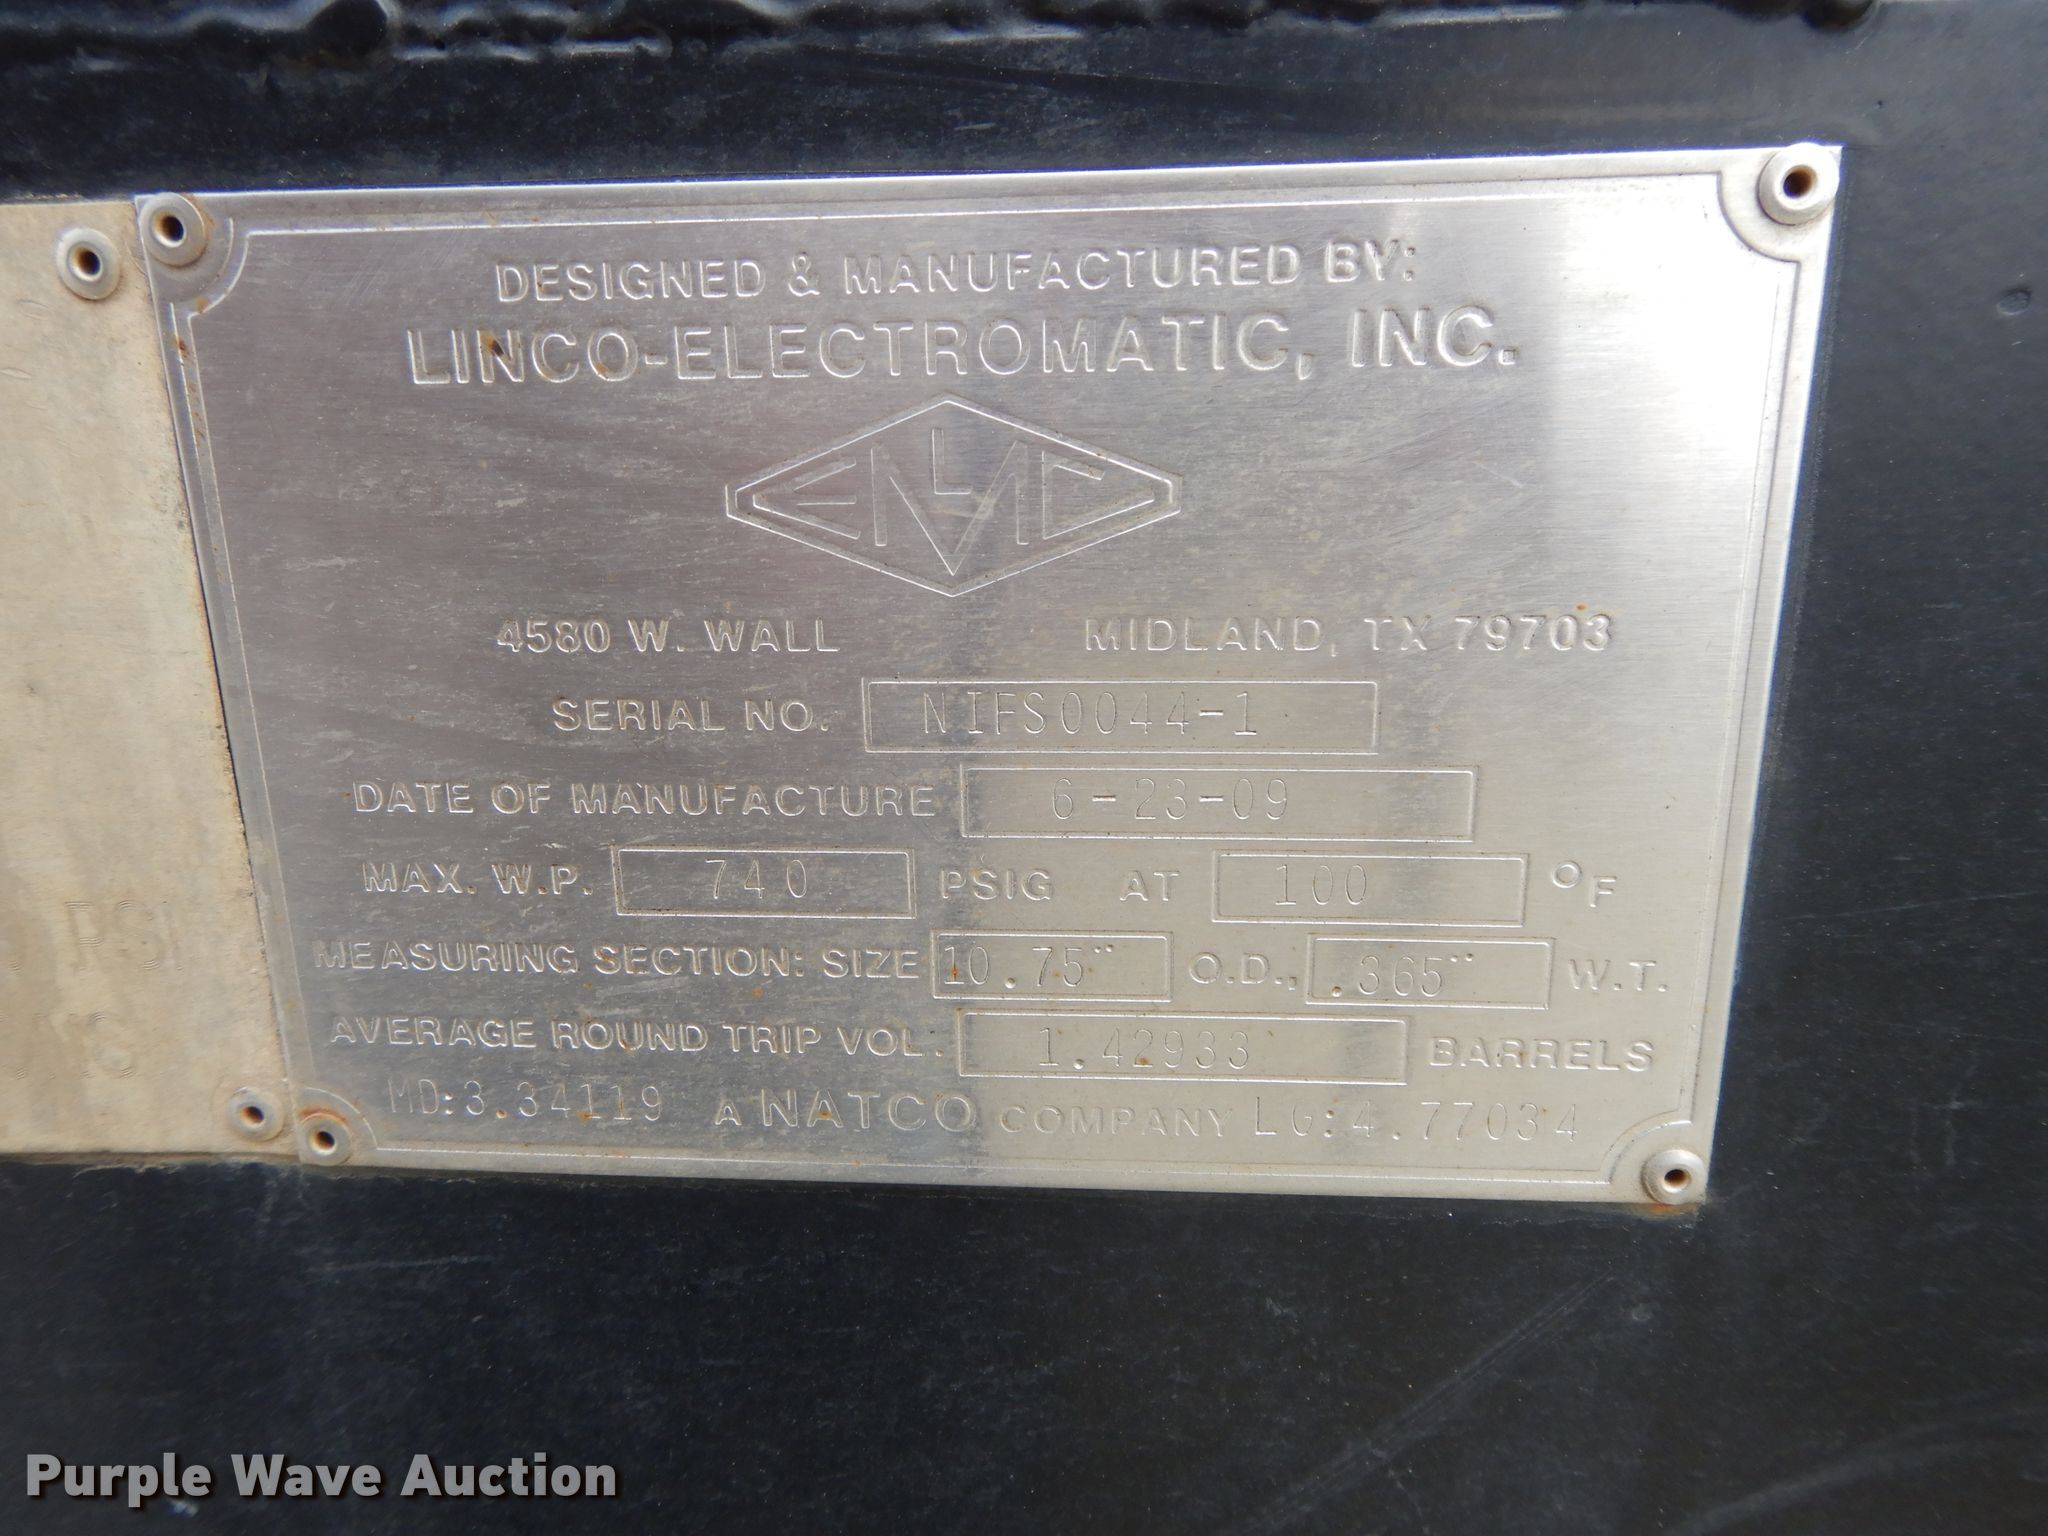 DESIGNED & MANUFACTURED BY:
LINCO-ELECTROMATIC, INC.
L
EMC
4580 W. WALL MIDLAND, TX 79703
SERIAL NO. NIFS0044-1
DATE OF MANUFACTURE 6-23-09
MAX. W.P. 740 PSIG AT 100 °F
MEASURING SECTION: SIZE 10.75" O.D., .365" W.T.
AVERAGE ROUND TRIP VOL. 1.42933 BARRELS
MD:3.34119 A NATCO COMPANY LG:4.77034
PSI
Purple Wave Auction